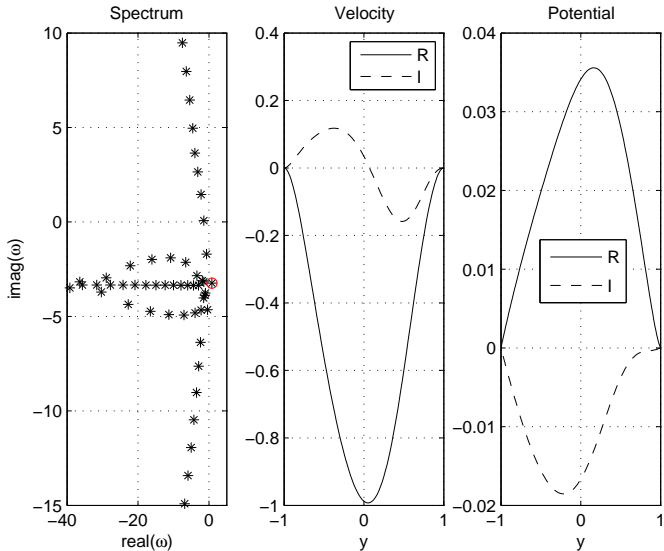 Spectrum
10
5
0
−5
−10
−15
−40
−20
0
imag(ω)
real(ω)
Velocity
0.4
0.2
0
−0.2
−0.4
−0.6
−0.8
−1
−1
0
1
y
R
I
Potential
0.04
0.03
0.02
0.01
0
−0.01
−0.02
−1
0
1
y
R
I